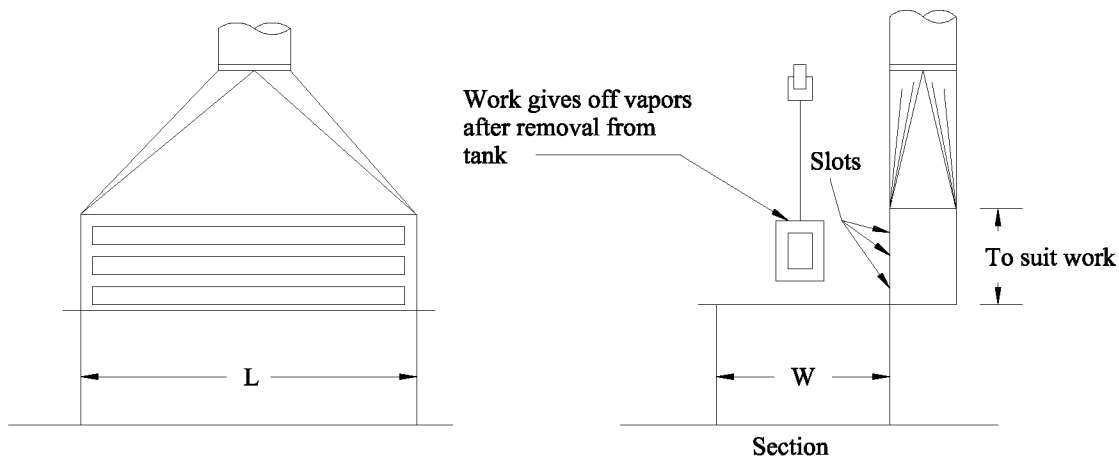 Work gives off vapors
after removal from
tank
Slots
To suit work
L
W
Section